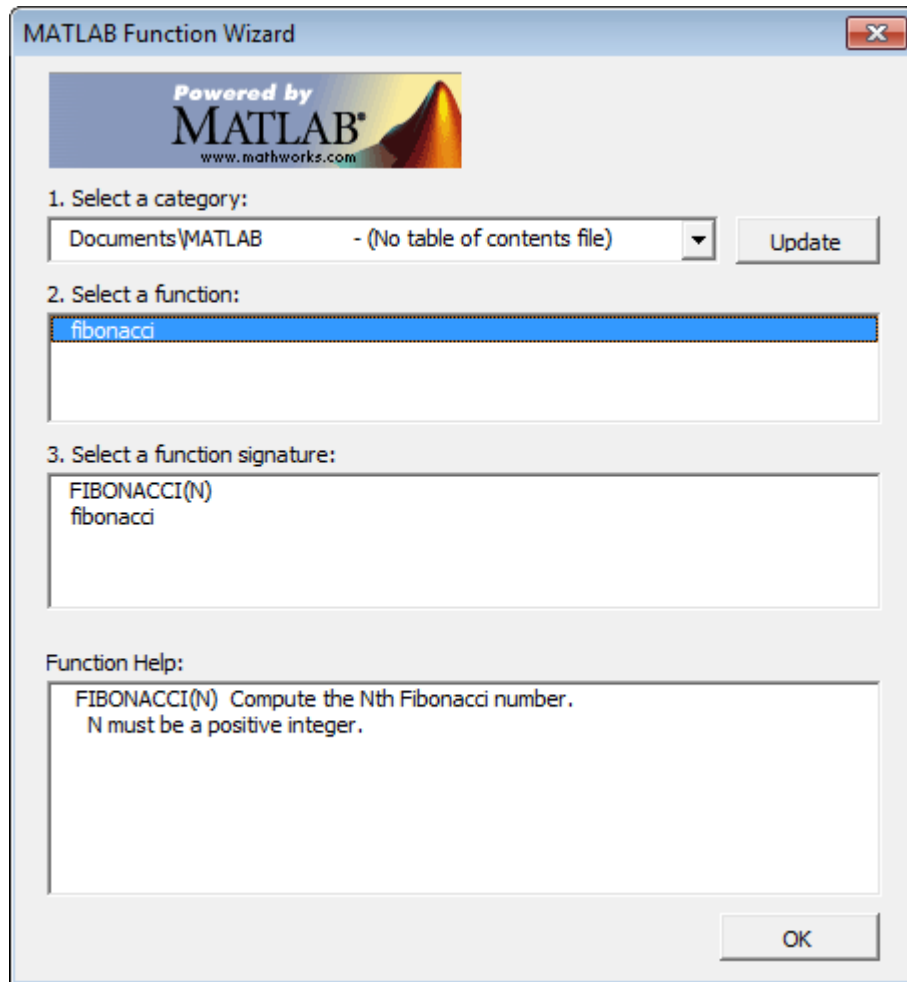 MATLAB Function Wizard
Powered by
MATLAB®
www.mathworks.com
1. Select a category:
Documents\MATLAB - (No table of contents file)
Update
2. Select a function:
fibonacci
3. Select a function signature:
FIBONACCI(N)
fibonacci
Function Help:
FIBONACCI(N) Compute the Nth Fibonacci number.
N must be a positive integer.
OK